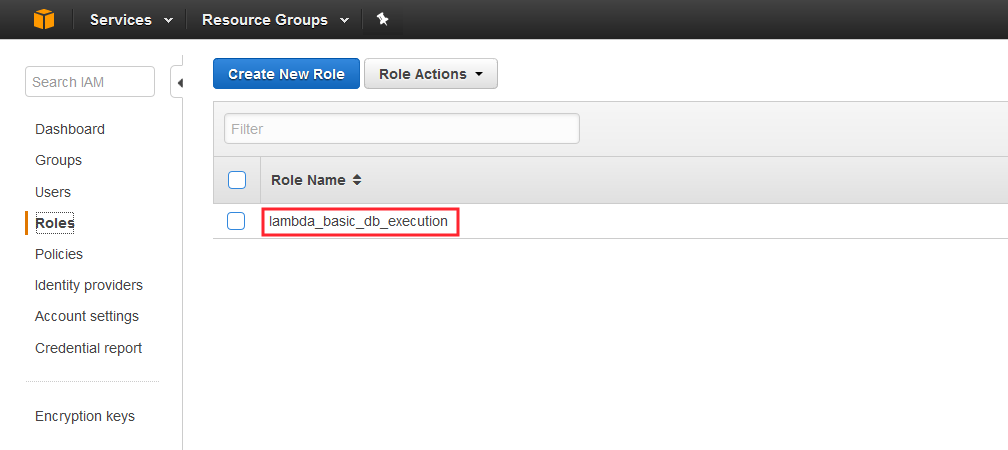 Services Resource Groups
Search IAM
Dashboard
Groups
Users
Roles
Policies
Identity providers
Account settings
Credential report
Encryption keys
Create New Role Role Actions
Filter
Role Name
lambda_basic_db_execution